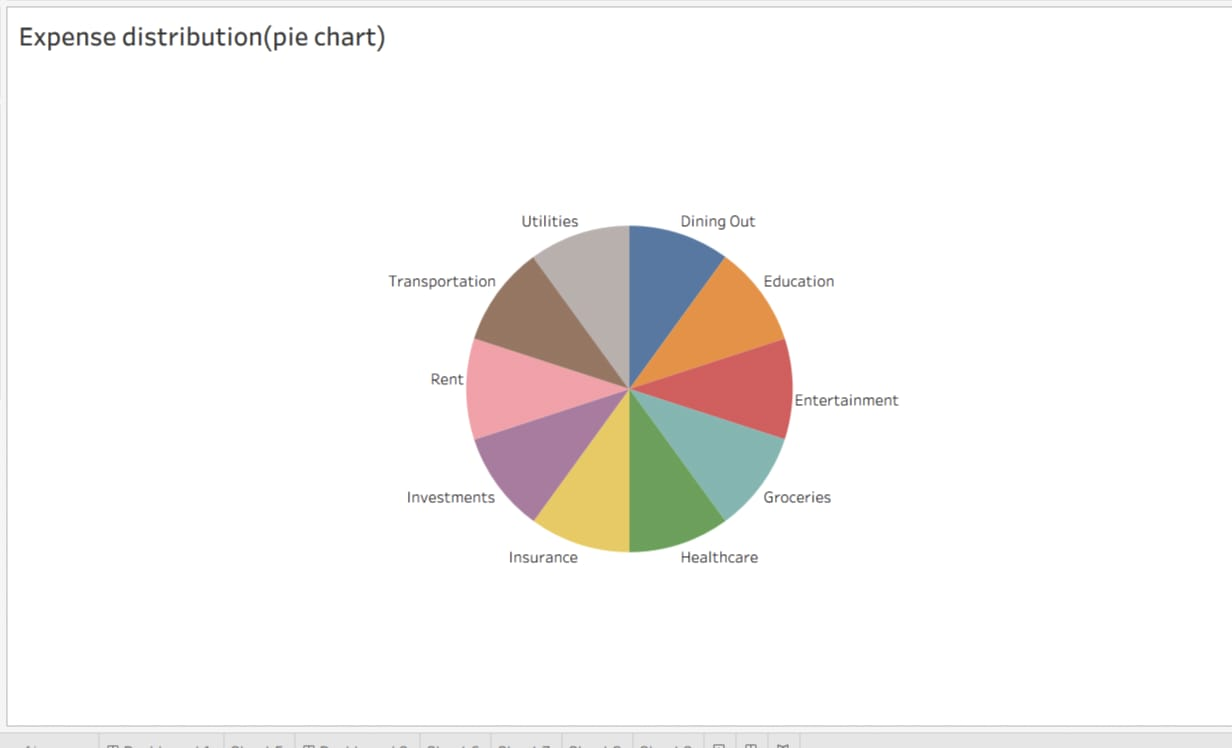 Expense distribution(pie chart)
Utilities
Dining Out
Transportation
Education
Rent
Entertainment
Investments
Groceries
Insurance
Healthcare